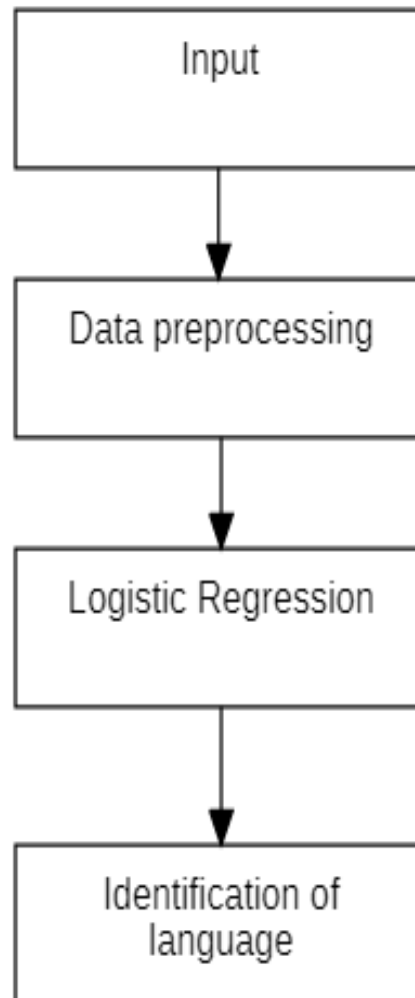 Input
Data preprocessing
Logistic Regression
Identification of
language